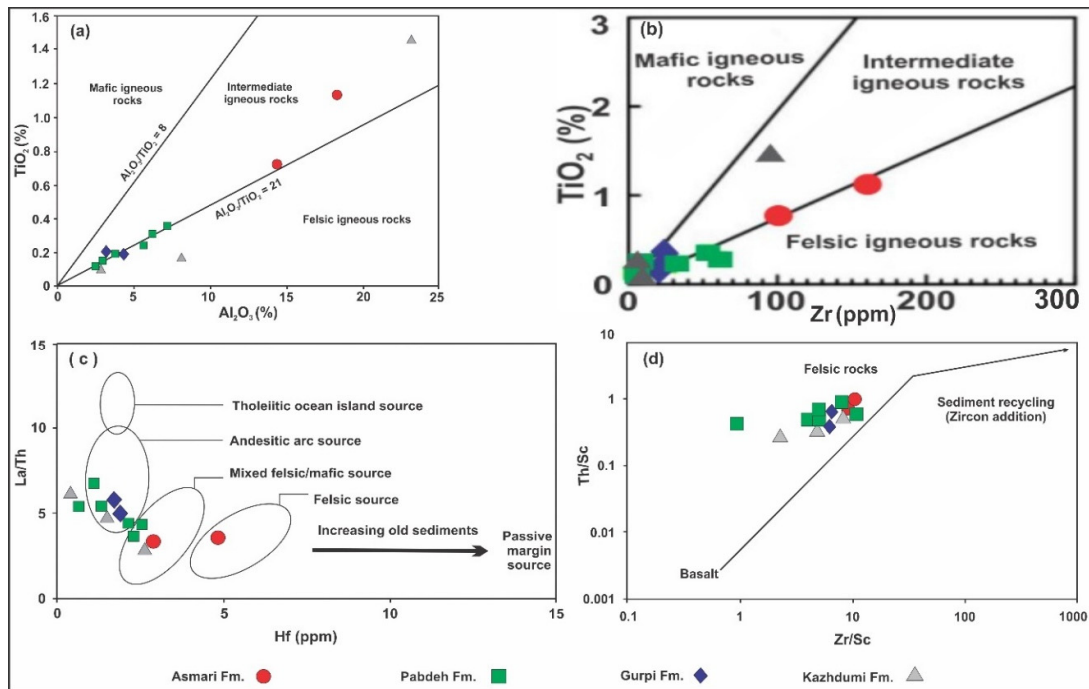 (a)
1.6
1.4
1.2
1.0
0.8
0.6
0.4
0.2
0
TiO₂ (%)
Mafic igneous
rocks
Intermediate
igneous rocks
Al₂O₃/TiO₂ = 8
Al₂O₃/TiO₂ = 21
Felsic igneous rocks
0
5
10
15
20
25
Al₂O₃ (%)
(b)
3
2
1
0
TiO₂ (%)
Mafic igneous
rocks
Intermediate
igneous rocks
Felsic igneous rocks
0
100
200
300
Zr (ppm)
(c)
15
10
5
0
La/Th
Tholeiitic ocean island source
Andesitic arc source
Mixed felsic/mafic source
Felsic source
Increasing old sediments
Passive
margin
source
0
5
10
15
Hf (ppm)
(d)
10
1
0.1
0.01
0.001
Th/Sc
Felsic rocks
Sediment recycling
(Zircon addition)
Basalt
0.1
1
10
100
1000
Zr/Sc
Asmari Fm.
Pabdeh Fm.
Gurpi Fm.
Kazhdumi Fm.